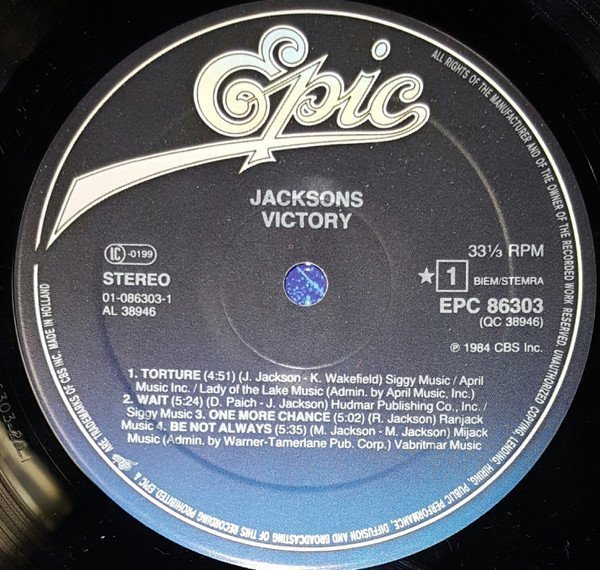 Epic
JACKSONS
VICTORY
LC -0199
STEREO
01-086303-1
AL 38946
33⅓ RPM
★ 1 BIEM/STEMRA
EPC 86303
(QC 38946)
℗ 1984 CBS Inc.
1. TORTURE (4:51) (J. Jackson - K. Wakefield) Siggy Music / April
Music Inc. / Lady of the Lake Music (Admin. by April Music, Inc.)
2. WAIT (5:24) (D. Paich - J. Jackson) Hudmar Publishing Co., Inc. /
Siggy Music 3. ONE MORE CHANCE (5:02) (R. Jackson) Ranjack
Music 4. BE NOT ALWAYS (5:35) (M. Jackson - M. Jackson) Mijack
Music (Admin. by Warner-Tamerlane Pub. Corp.) Vabritmar Music
ALL RIGHTS OF THE MANUFACTURER AND OF THE OWNER OF THE RECORDED WORK RESERVED. UNAUTHORIZED COPYING, LENDING, HIRING, PUBLIC PERFORMANCE, DIFFUSION AND BROADCASTING OF THIS RECORDING PROHIBITED EPIC & Epic ARE TRADEMARKS OF CBS INC. MADE IN HOLLAND